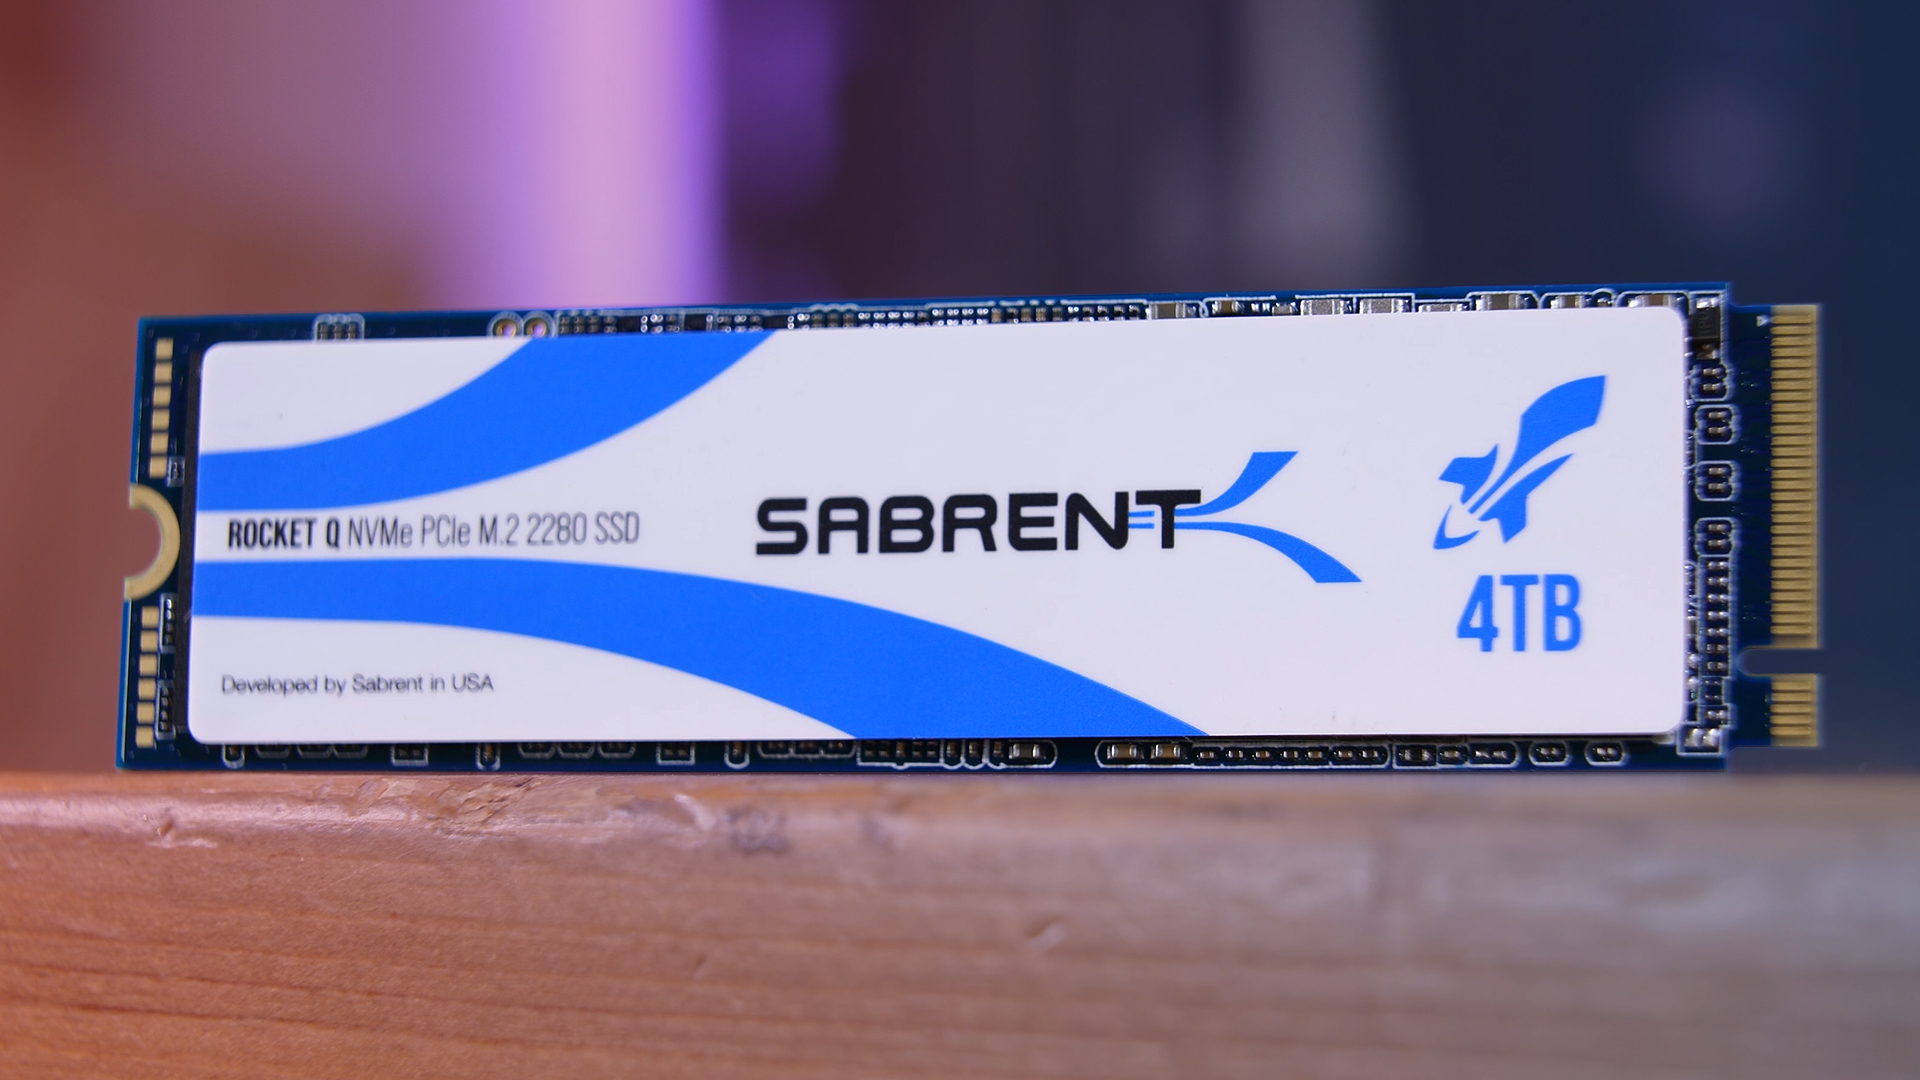 ROCKET Q NVMe PCIe M.2 2280 SSD
SABRENT
4TB
Developed by Sabrent in USA